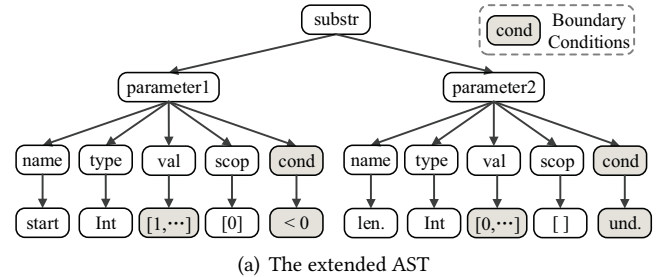 substr
cond
Boundary
Conditions
parameter1
parameter2
name type val scop cond
name type val scop cond
start Int [1,⋯] [0] < 0
len. Int [0,⋯] [ ] und.
(a) The extended AST